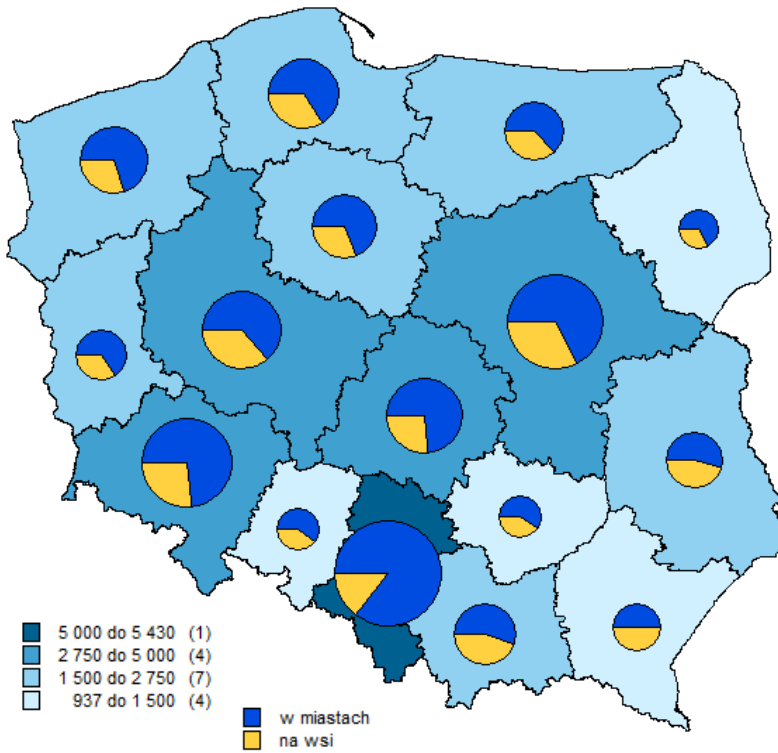 5 000 do 5 430 (1)
2 750 do 5 000 (4)
1 500 do 2 750 (7)
937 do 1 500 (4)
w miastach
na wsi